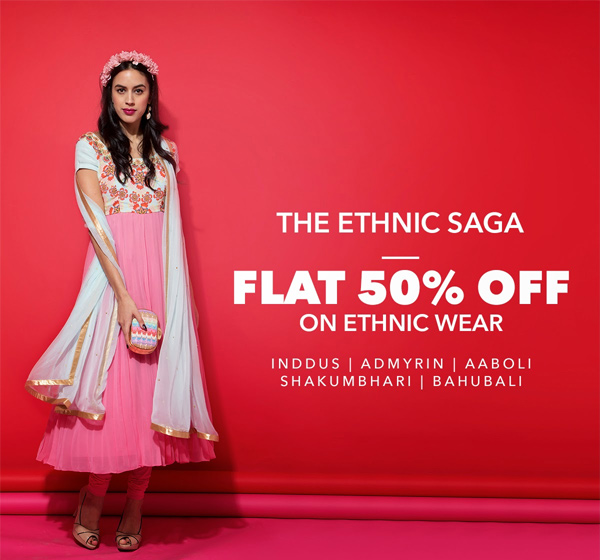 THE ETHNIC SAGA
FLAT 50% OFF
ON ETHNIC WEAR
INDDUS | ADMYRIN | AABOLI
SHAKUMBHARI | BAHUBALI